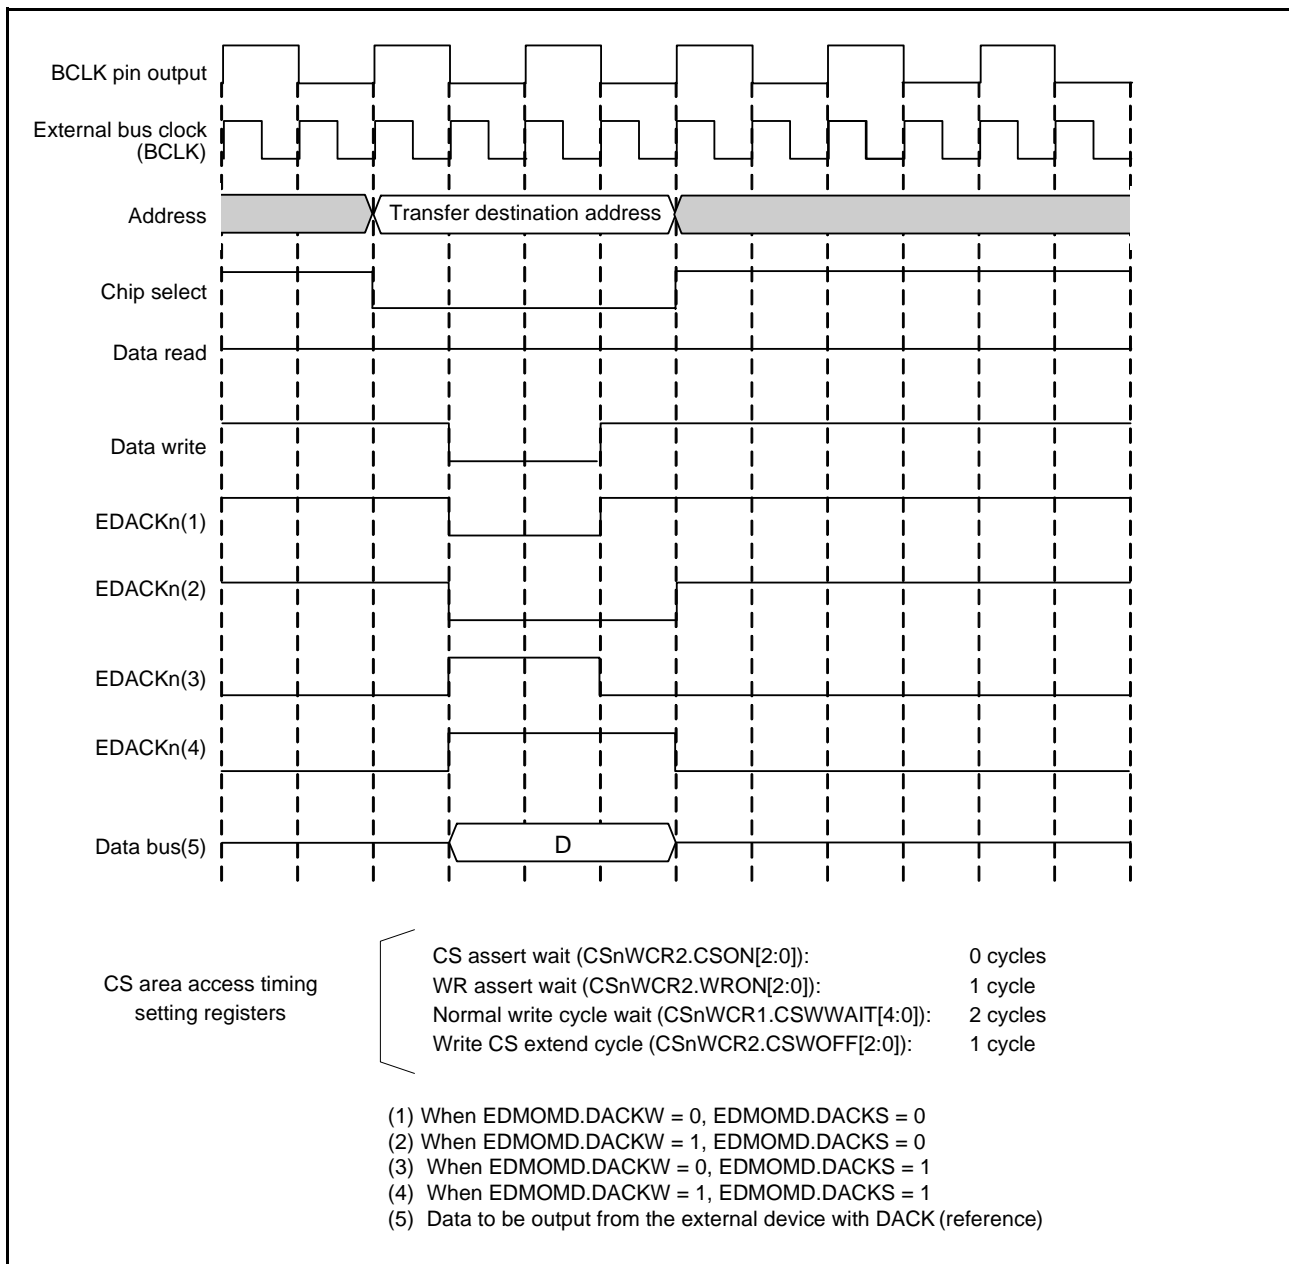 BCLK pin output
External bus clock
(BCLK)
Address
Transfer destination address
Chip select
Data read
Data write
EDACKn(1)
EDACKn(2)
EDACKn(3)
EDACKn(4)
Data bus(5)
D
CS area access timing
setting registers
CS assert wait (CSnWCR2.CSON[2:0]): 0 cycles
WR assert wait (CSnWCR2.WRON[2:0]): 1 cycle
Normal write cycle wait (CSnWCR1.CSWWAIT[4:0]): 2 cycles
Write CS extend cycle (CSnWCR2.CSWOFF[2:0]): 1 cycle
(1) When EDMOMD.DACKW = 0, EDMOMD.DACKS = 0
(2) When EDMOMD.DACKW = 1, EDMOMD.DACKS = 0
(3) When EDMOMD.DACKW = 0, EDMOMD.DACKS = 1
(4) When EDMOMD.DACKW = 1, EDMOMD.DACKS = 1
(5) Data to be output from the external device with DACK (reference)